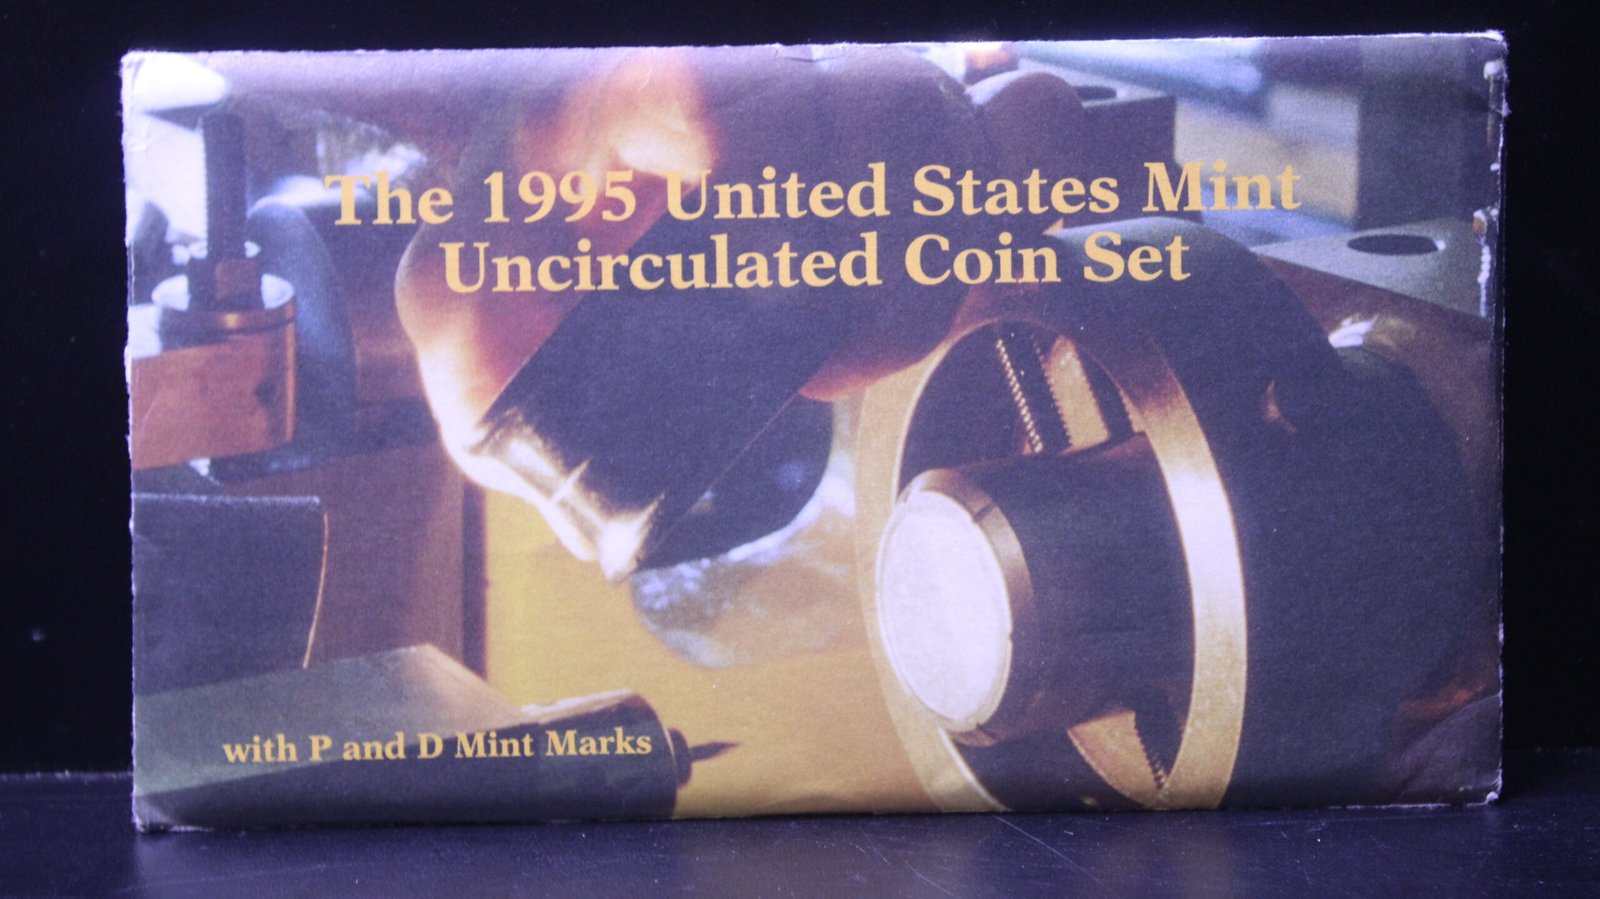 The 1995 United States Mint
Uncirculated Coin Set
with P and D Mint Marks